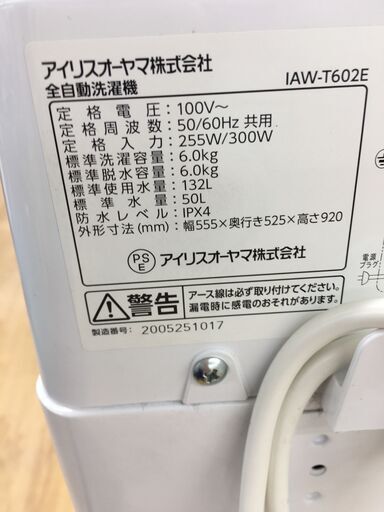 アイリスオーヤマ株式会社
全自動洗濯機 IAW-T602E
定格電圧：100V～
定格周波数：50/60Hz 共用
定格入力：255W/300W
標準洗濯容量：6.0kg
標準脱水容量：6.0kg
標準使用水量：132L
標準水量：50L
防水レベル：IPX4
外形寸法(mm)：幅555×奥行き525×高さ920
PS
E
アイリスオーヤマ株式会社
電源
プラグ
警告
アース線は必ず取り付けてください。
漏電時に感電のおそれがあります。
製造番号： 2005251017